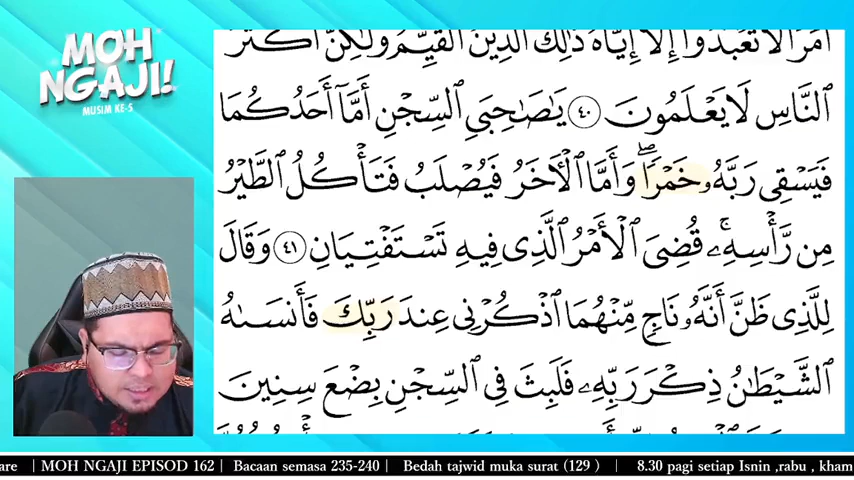 MOH
NGAJI!
MUSIM KE-5
أَمَرَ أَلَّا تَعْبُدُوٓا۟ إِلَّآ إِيَّاهُ ذَٰلِكَ ٱلدِّينُ ٱلْقَيِّمُ وَلَٰكِنَّ أَكْثَرَ
ٱلنَّاسِ لَا يَعْلَمُونَ ٤٠ يَٰصَٰحِبَىِ ٱلسِّجْنِ أَمَّآ أَحَدُكُمَا
فَيَسْقِى رَبَّهُۥ خَمْرًا ۖ وَأَمَّا ٱلْـَٔاخَرُ فَيُصْلَبُ فَتَأْكُلُ ٱلطَّيْرُ
مِن رَّأْسِهِۦ ۚ قُضِىَ ٱلْأَمْرُ ٱلَّذِى فِيهِ تَسْتَفْتِيَانِ ٤١ وَقَالَ
لِلَّذِى ظَنَّ أَنَّهُۥ نَاجٍ مِّنْهُمَا ٱذْكُرْنِى عِندَ رَبِّكَ فَأَنسَىٰهُ
ٱلشَّيْطَٰنُ ذِكْرَ رَبِّهِۦ فَلَبِثَ فِى ٱلسِّجْنِ بِضْعَ سِنِينَ
are | MOH NGAJI EPISOD 162 | Bacaan semasa 235-240 | Bedah tajwid muka surat (129 ) | 8.30 pagi setiap Isnin ,rabu , kham